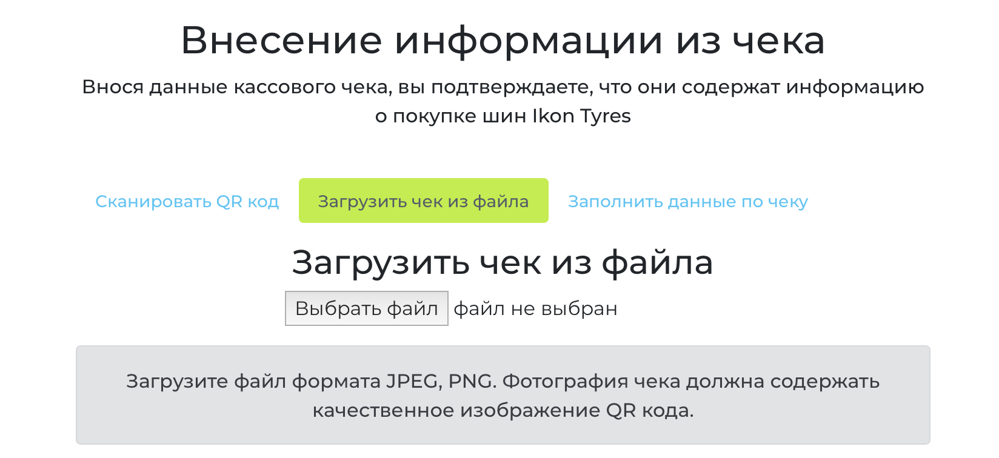 Внесение информации из чека
Внося данные кассового чека, вы подтверждаете, что они содержат информацию
о покупке шин Ikon Tyres
Сканировать QR код
Загрузить чек из файла
Заполнить данные по чеку
Загрузить чек из файла
Выбрать файл файл не выбран
Загрузите файл формата JPEG, PNG. Фотография чека должна содержать
качественное изображение QR кода.